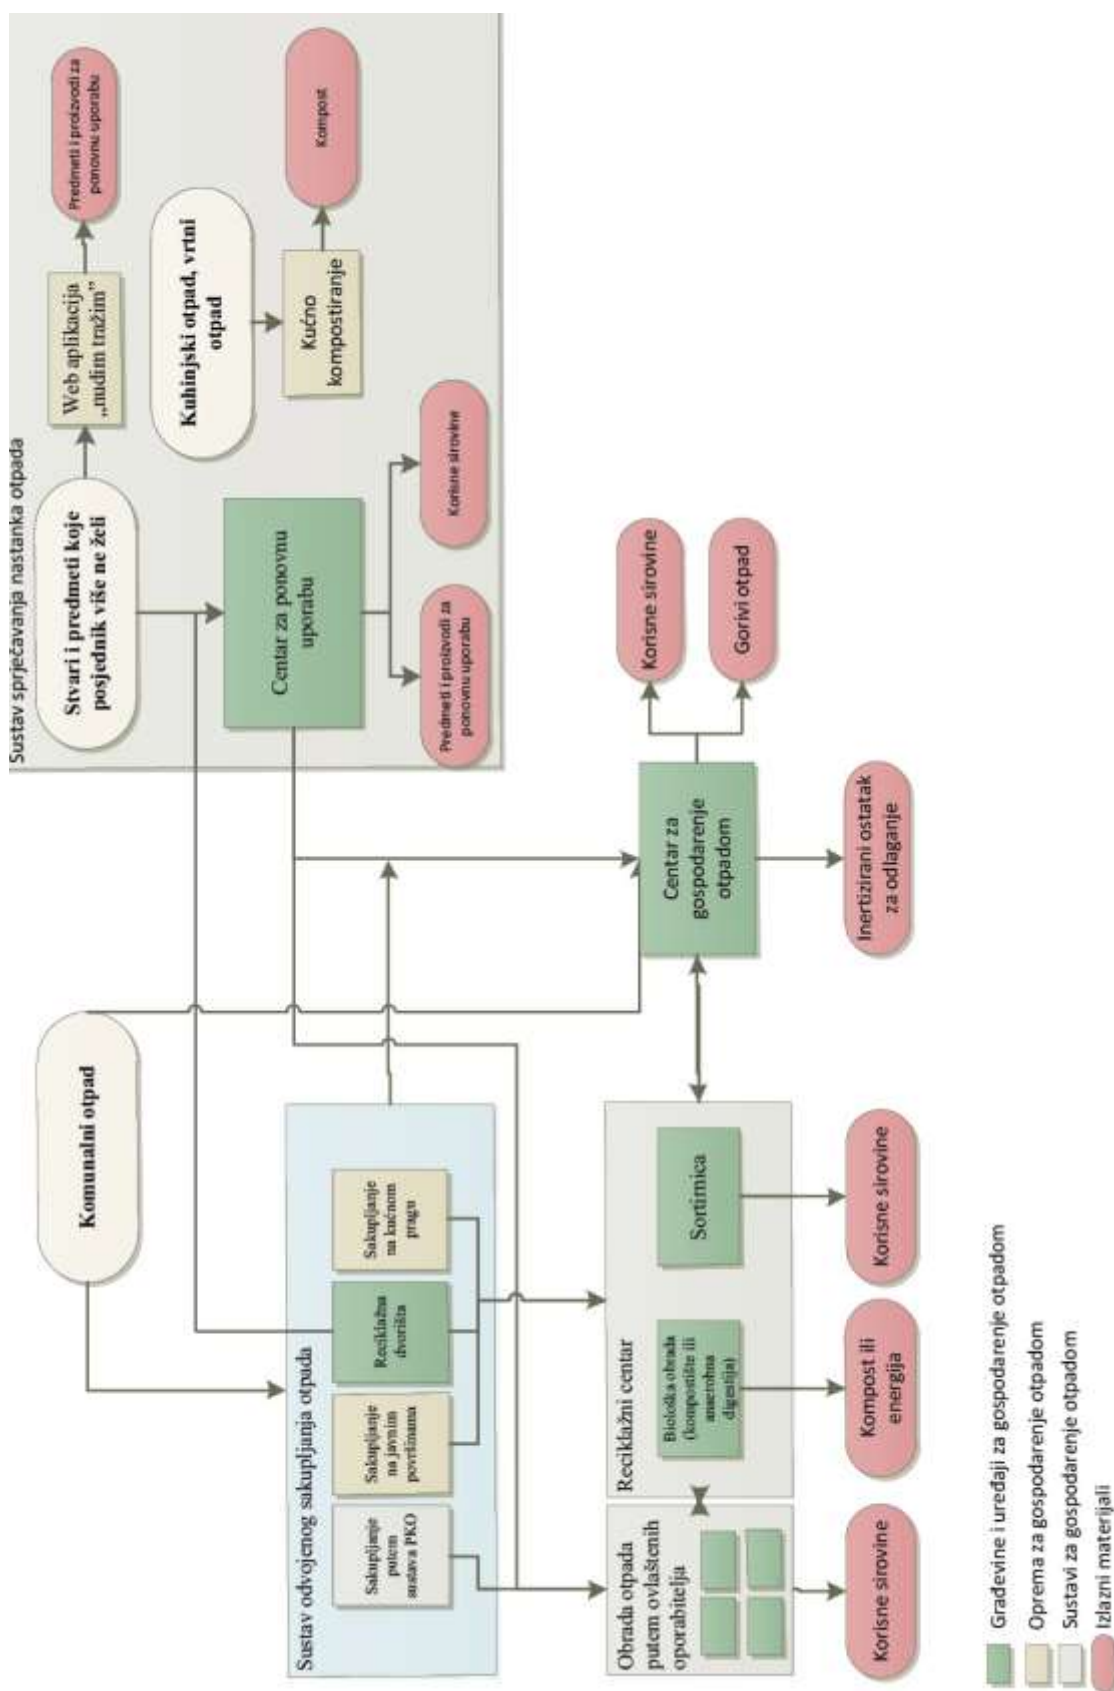 Sustav sprječavanja nastanka otpada
Komunalni otpad
Stvari i predmeti koje
posjednik više ne želi
Web aplikacija
„nudim tražim”
Predmeti i proizvodi za
ponovnu uporabu
Kuhinjski otpad, vrtni
otpad
Kućno
kompostiranje
Kompost
Centar za ponovnu
uporabu
Predmeti i proizvodi za
ponovnu uporabu
Korisne sirovine
Sustav odvojenog sakupljanja otpada
Sakupljanje
putem
sustava PKO
Sakupljanje
na javnim
površinama
Reciklažna
dvorišta
Sakupljanje
na kućnom
pragu
Obrada otpada
putem ovlaštenih
oporabitelja
Reciklažni centar
Biološka obrada
(kompostište ili
anaerobna
digestija)
Sortirnica
Centar za
gospodarenje
otpadom
Korisne sirovine
Gorivi otpad
Korisne sirovine
Kompost ili
energija
Korisne sirovine
Inertizirani ostatak
za odlaganje
Građevine i uređaji za gospodarenje otpadom
Oprema za gospodarenje otpadom
Sustavi za gospodarenje otpadom
Izlazni materijali